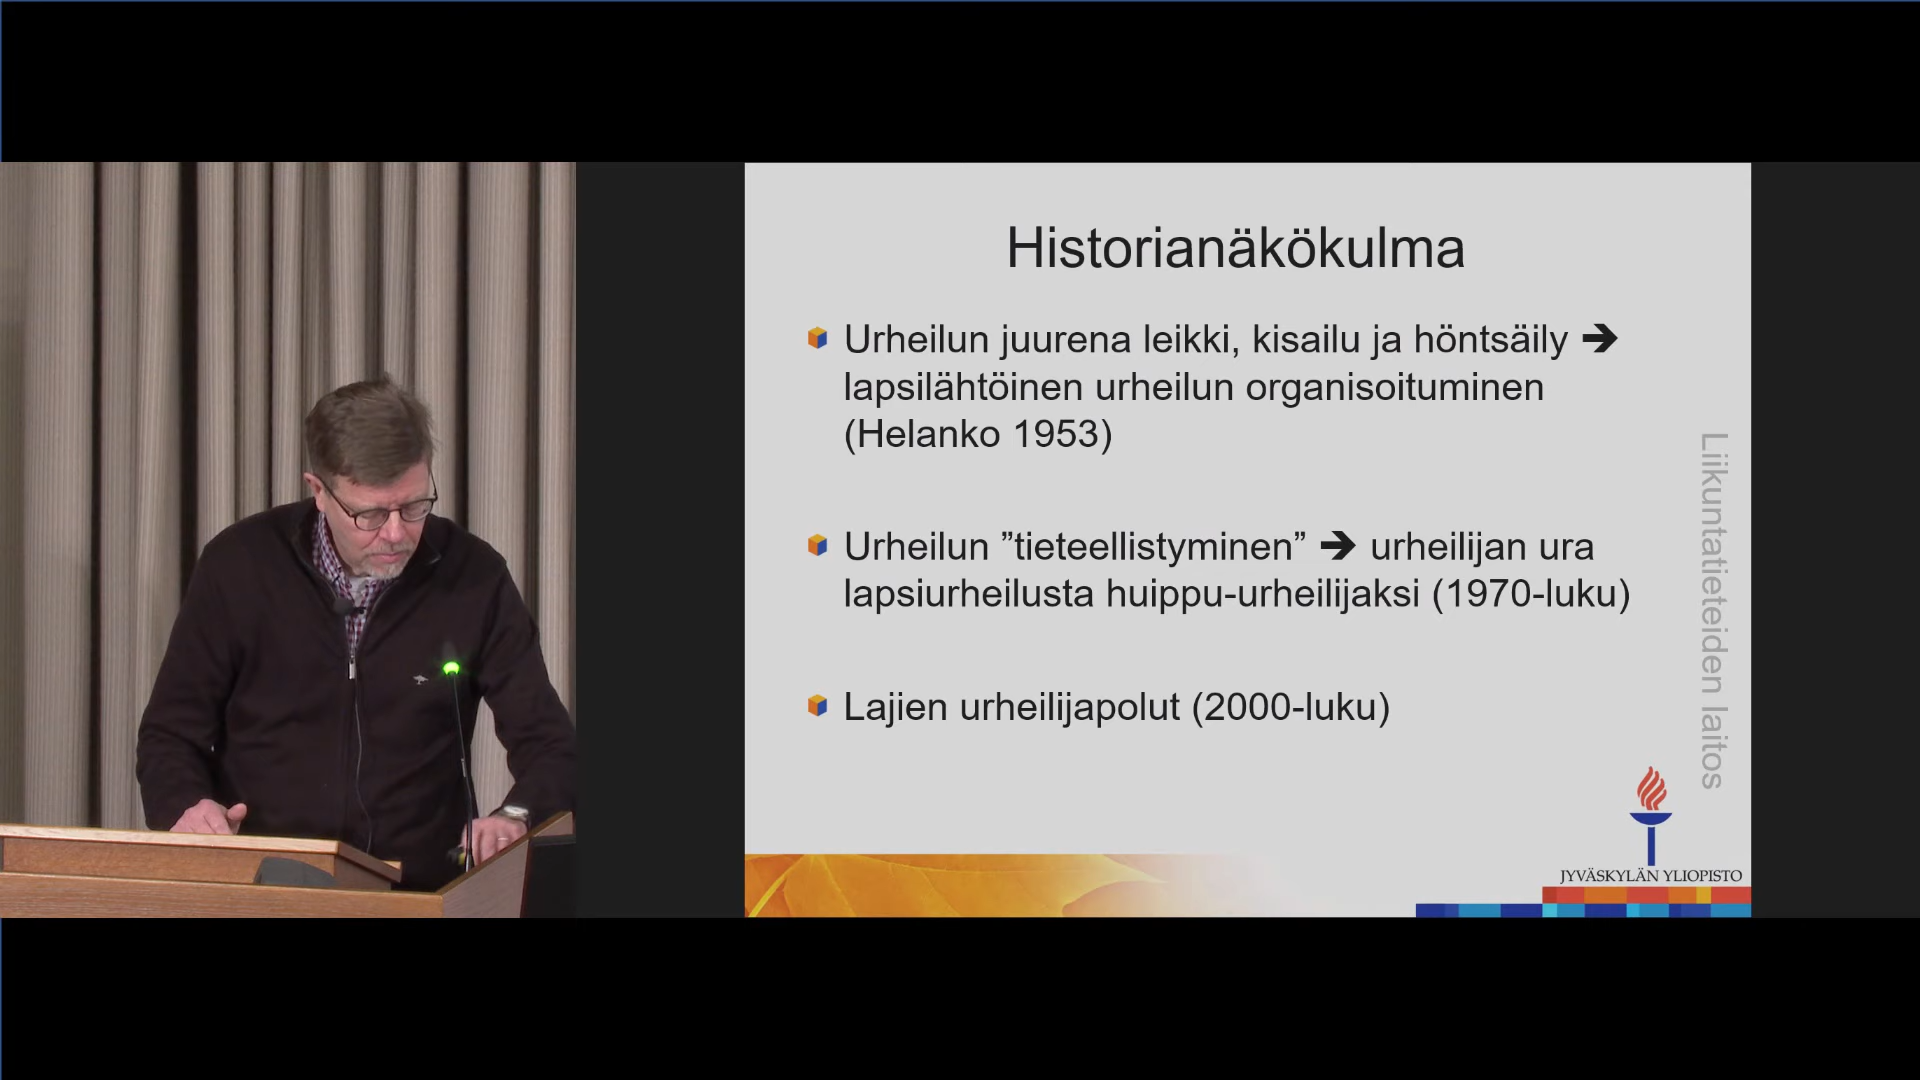 Historianäkökulma
Urheilun juurena leikki, kisailu ja höntsäily ➔
lapsilähtöinen urheilun organisoituminen
(Helanko 1953)
Urheilun ”tieteellistyminen” ➔ urheilijan ura
lapsiurheilusta huippu-urheilijaksi (1970-luku)
Lajien urheilijapolut (2000-luku)
Liikuntatieteiden laitos
JYVÄSKYLÄN YLIOPISTO